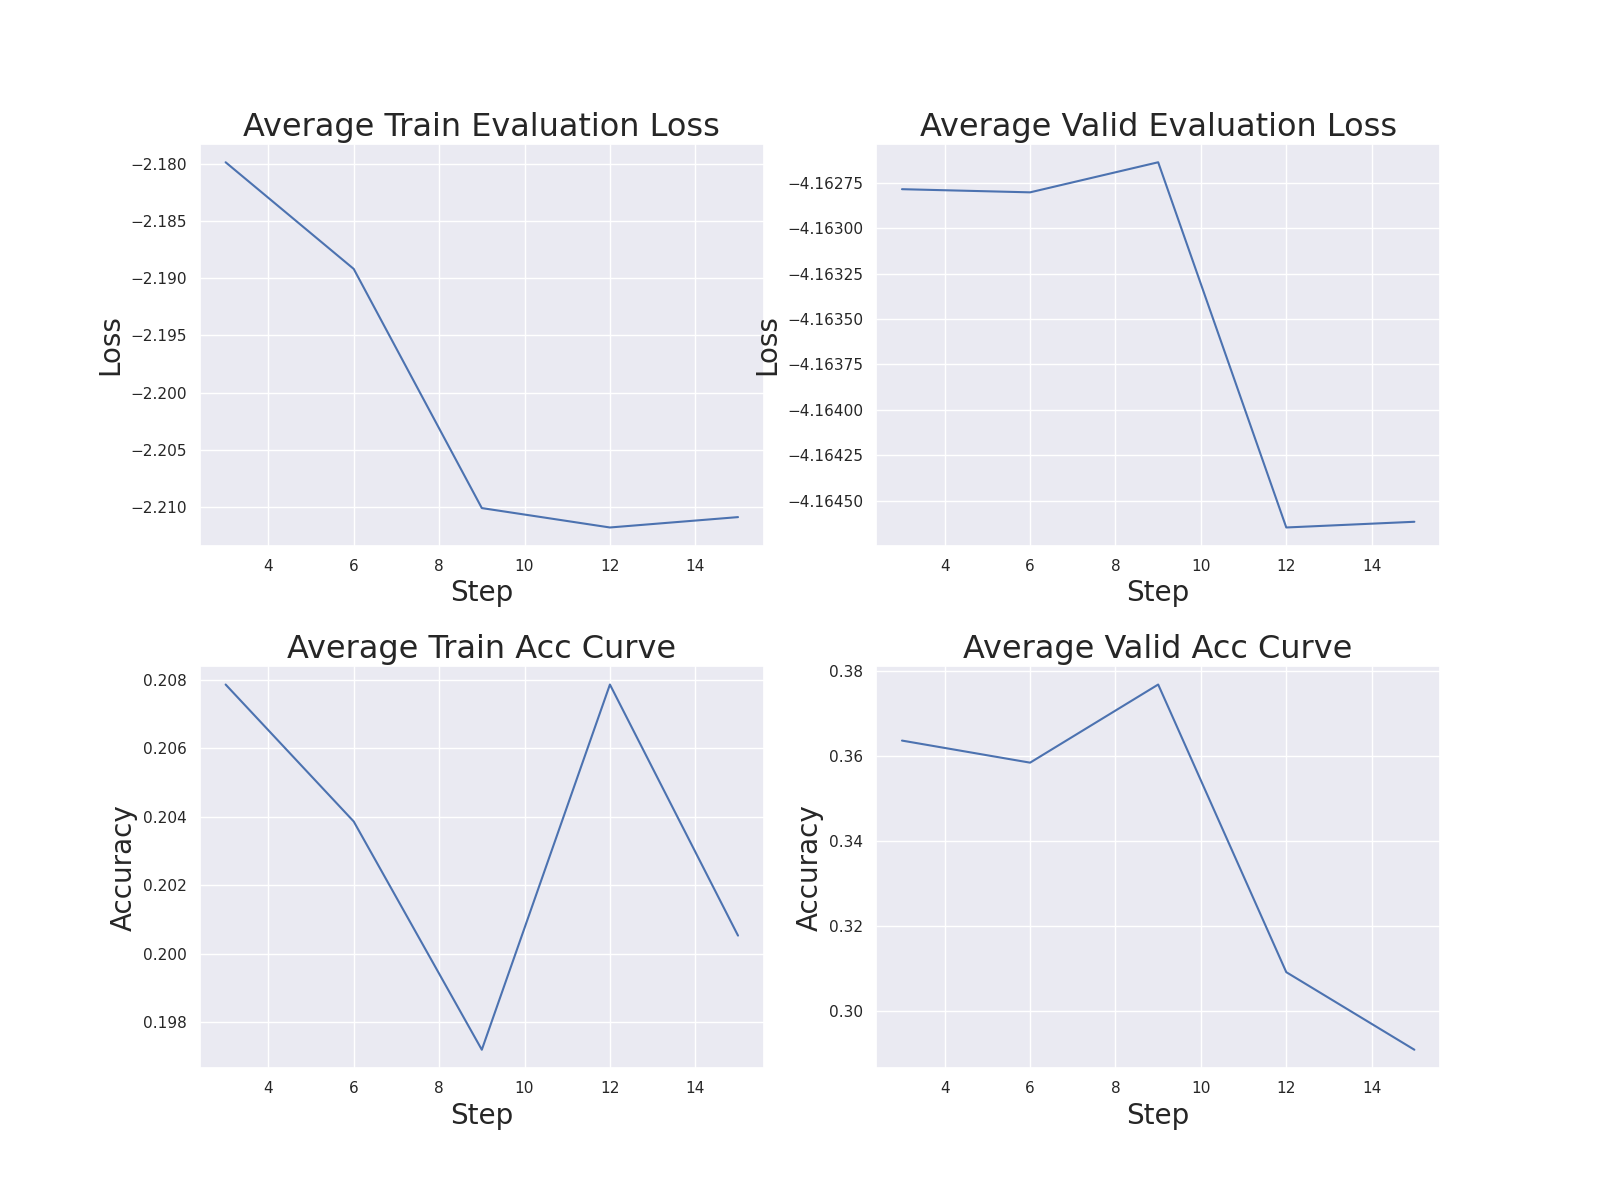 Average Train Evaluation Loss
−2.180
−2.185
−2.190
−2.195
−2.200
−2.205
−2.210
Loss
4 6 8 10 12 14
Step
Average Valid Evaluation Loss
−4.16275
−4.16300
−4.16325
−4.16350
−4.16375
−4.16400
−4.16425
−4.16450
Loss
4 6 8 10 12 14
Step
Average Train Acc Curve
0.208
0.206
0.204
0.202
0.200
0.198
Accuracy
4 6 8 10 12 14
Step
Average Valid Acc Curve
0.38
0.36
0.34
0.32
0.30
Accuracy
4 6 8 10 12 14
Step